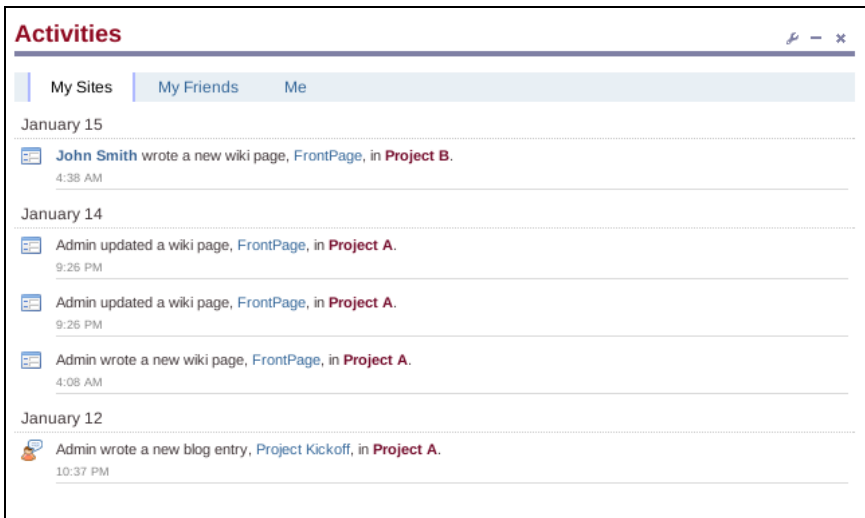 Activities
My Sites My Friends Me
January 15
John Smith wrote a new wiki page, FrontPage, in Project B.
4:38 AM
January 14
Admin updated a wiki page, FrontPage, in Project A.
9:26 PM
Admin updated a wiki page, FrontPage, in Project A.
9:26 PM
Admin wrote a new wiki page, FrontPage, in Project A.
4:08 AM
January 12
Admin wrote a new blog entry, Project Kickoff, in Project A.
10:37 PM